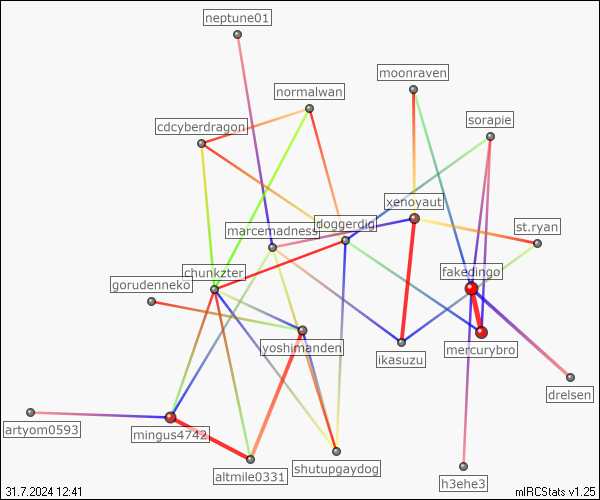 neptune01
moonraven
normalwan
sorapie
cdcyberdragon
xenoyaut
doggerdig
st.ryan
marcemadness
chunkzter
fakedingo
gorudenneko
yoshimanden
mercurybro
ikasuzu
drelsen
artyom0593
mingus4742
shutupgaydog
altmile0331
h3ehe3
31.7.2024 12:41
mIRCStats v1.25